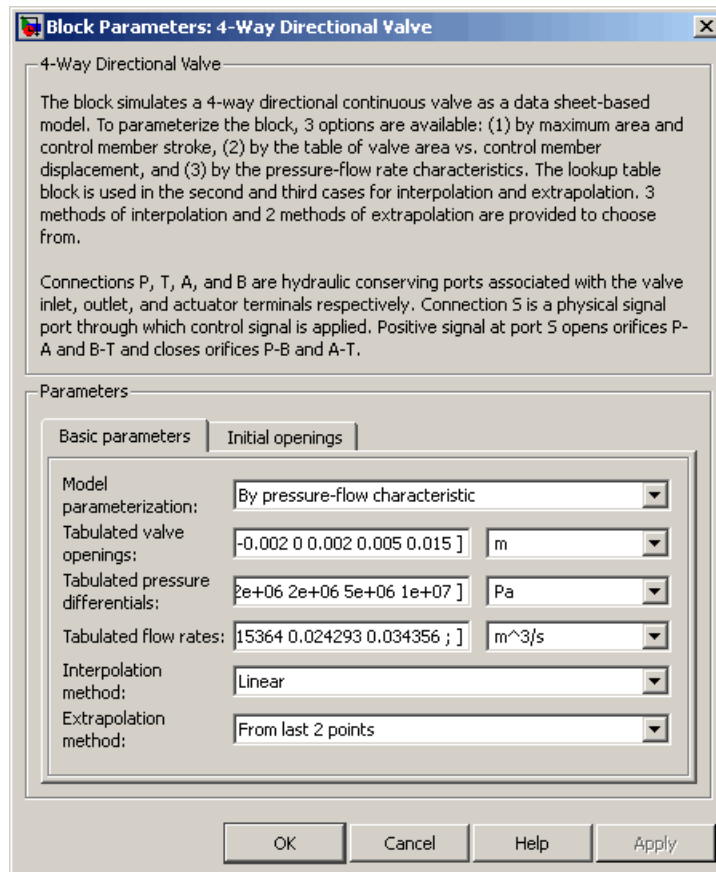 Block Parameters: 4-Way Directional Valve
4-Way Directional Valve
The block simulates a 4-way directional continuous valve as a data sheet-based
model. To parameterize the block, 3 options are available: (1) by maximum area and
control member stroke, (2) by the table of valve area vs. control member
displacement, and (3) by the pressure-flow rate characteristics. The lookup table
block is used in the second and third cases for interpolation and extrapolation. 3
methods of interpolation and 2 methods of extrapolation are provided to choose
from.
Connections P, T, A, and B are hydraulic conserving ports associated with the valve
inlet, outlet, and actuator terminals respectively. Connection S is a physical signal
port through which control signal is applied. Positive signal at port S opens orifices P-
A and B-T and closes orifices P-B and A-T.
Parameters
Basic parameters Initial openings
Model
parameterization: By pressure-flow characteristic
Tabulated valve
openings: -0.002 0 0.002 0.005 0.015 ] m
Tabulated pressure
differentials: 2e+06 2e+06 5e+06 1e+07 ] Pa
Tabulated flow rates: 15364 0.024293 0.034356 ; ] m^3/s
Interpolation
method: Linear
Extrapolation
method: From last 2 points
OK Cancel Help Apply